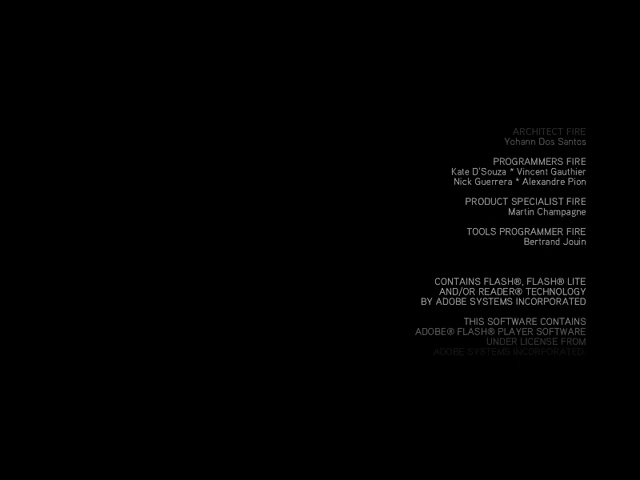 ARCHITECT FIRE
Yohann Dos Santos
PROGRAMMERS FIRE
Kate D'Souza * Vincent Gauthier
Nick Guerrera * Alexandre Pion
PRODUCT SPECIALIST FIRE
Martin Champagne
TOOLS PROGRAMMER FIRE
Bertrand Jouin
CONTAINS FLASH®, FLASH® LITE
AND/OR READER® TECHNOLOGY
BY ADOBE SYSTEMS INCORPORATED
THIS SOFTWARE CONTAINS
ADOBE® FLASH® PLAYER SOFTWARE
UNDER LICENSE FROM
ADOBE SYSTEMS INCORPORATED.